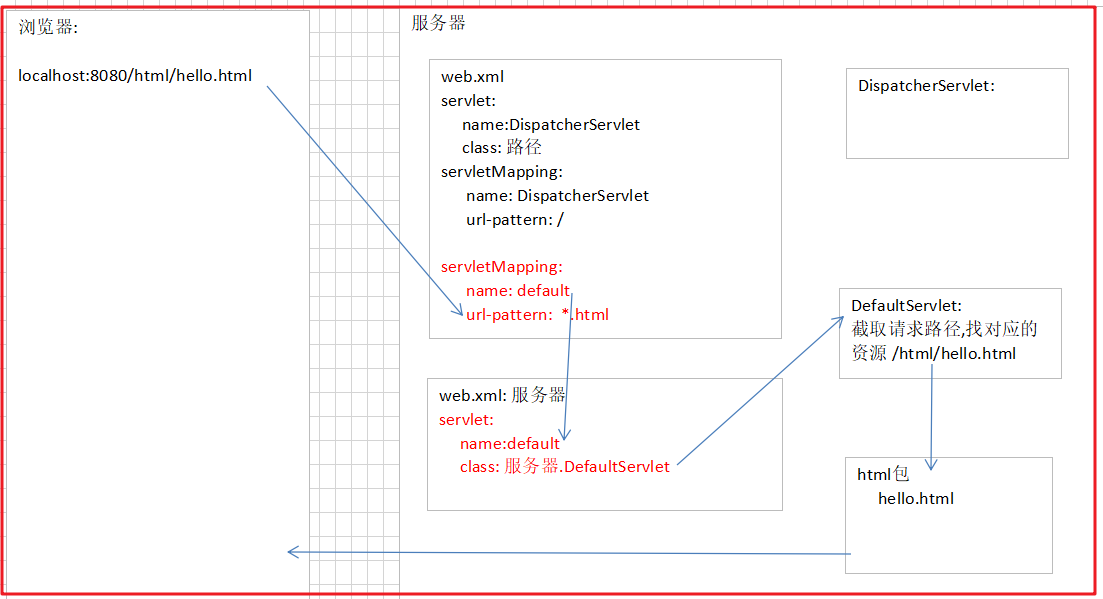 浏览器:
localhost:8080/html/hello.html
服务器
web.xml
servlet:
name:DispatcherServlet
class: 路径
servletMapping:
name: DispatcherServlet
url-pattern: /
servletMapping:
name: default
url-pattern: *.html
web.xml: 服务器
servlet:
name:default
class: 服务器.DefaultServlet
DispatcherServlet:
DefaultServlet:
截取请求路径,找对应的
资源 /html/hello.html
html包
hello.html